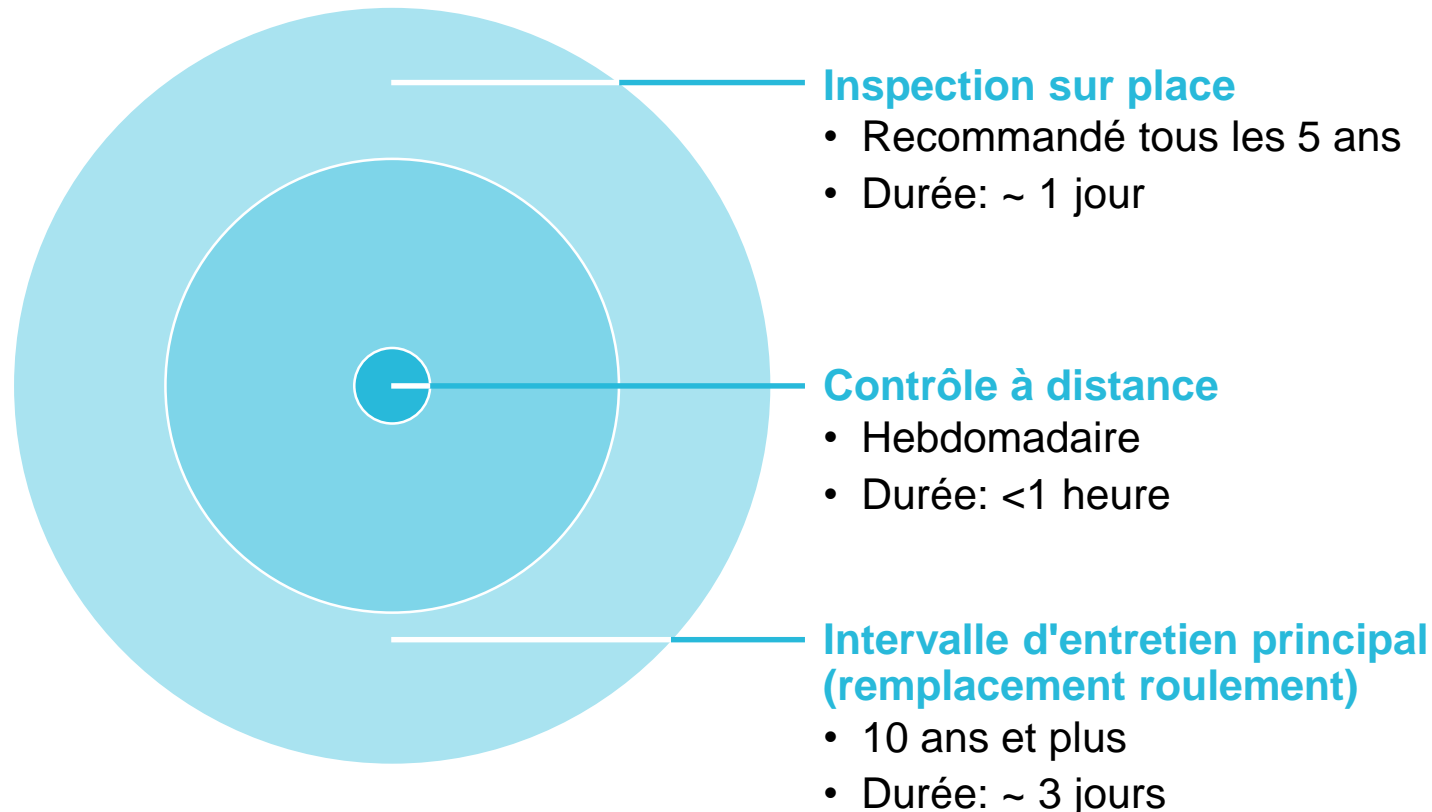 Inspection sur place
• Recommandé tous les 5 ans
• Durée: ~ 1 jour
Contrôle à distance
• Hebdomadaire
• Durée: <1 heure
Intervalle d'entretien principal
(remplacement roulement)
• 10 ans et plus
• Durée: ~ 3 jours